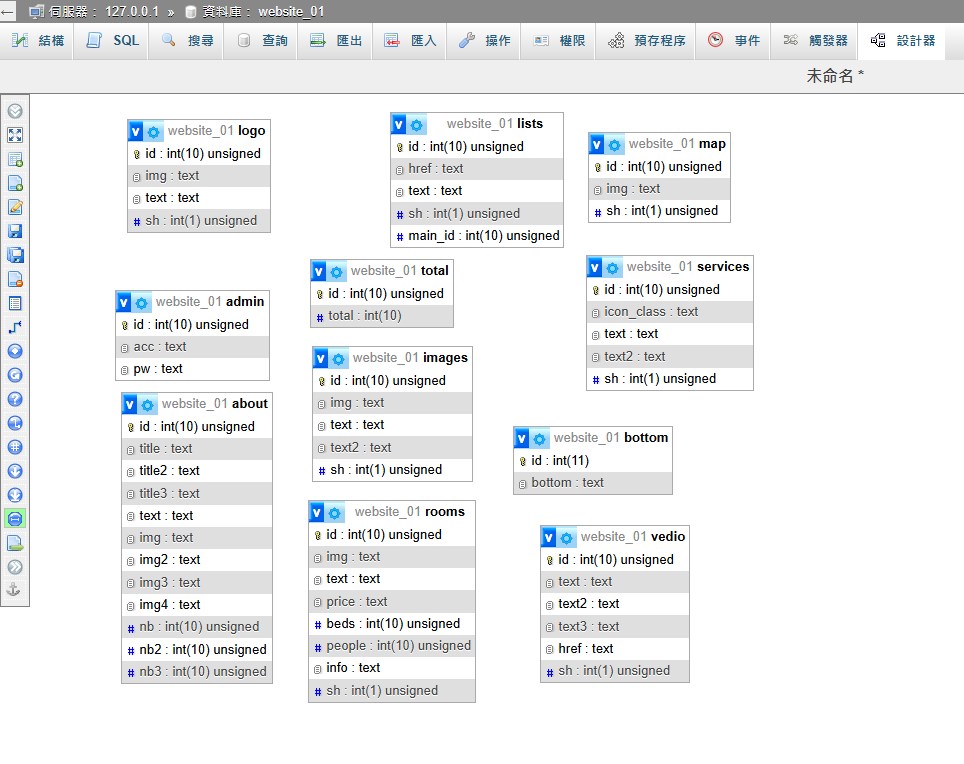 伺服器： 127.0.0.1 » 資料庫： website_01
結構 SQL 搜尋 查詢 匯出 匯入 操作 權限 預存程序 事件 觸發器 設計器
未命名 *
v website_01 logo
id : int(10) unsigned
img : text
text : text
# sh : int(1) unsigned
v website_01 lists
id : int(10) unsigned
href : text
text : text
# sh : int(1) unsigned
# main_id : int(10) unsigned
v website_01 map
id : int(10) unsigned
img : text
# sh : int(1) unsigned
v website_01 total
id : int(10) unsigned
# total : int(10)
v website_01 services
id : int(10) unsigned
icon_class : text
text : text
text2 : text
# sh : int(1) unsigned
v website_01 admin
id : int(10) unsigned
acc : text
pw : text
v website_01 images
id : int(10) unsigned
img : text
text : text
text2 : text
# sh : int(1) unsigned
v website_01 about
id : int(10) unsigned
title : text
title2 : text
title3 : text
text : text
img : text
img2 : text
img3 : text
img4 : text
# nb : int(10) unsigned
# nb2 : int(10) unsigned
# nb3 : int(10) unsigned
v website_01 bottom
id : int(11)
bottom : text
v website_01 rooms
id : int(10) unsigned
img : text
text : text
price : text
# beds : int(10) unsigned
# people : int(10) unsigned
info : text
# sh : int(1) unsigned
v website_01 vedio
id : int(10) unsigned
text : text
text2 : text
text3 : text
href : text
# sh : int(1) unsigned